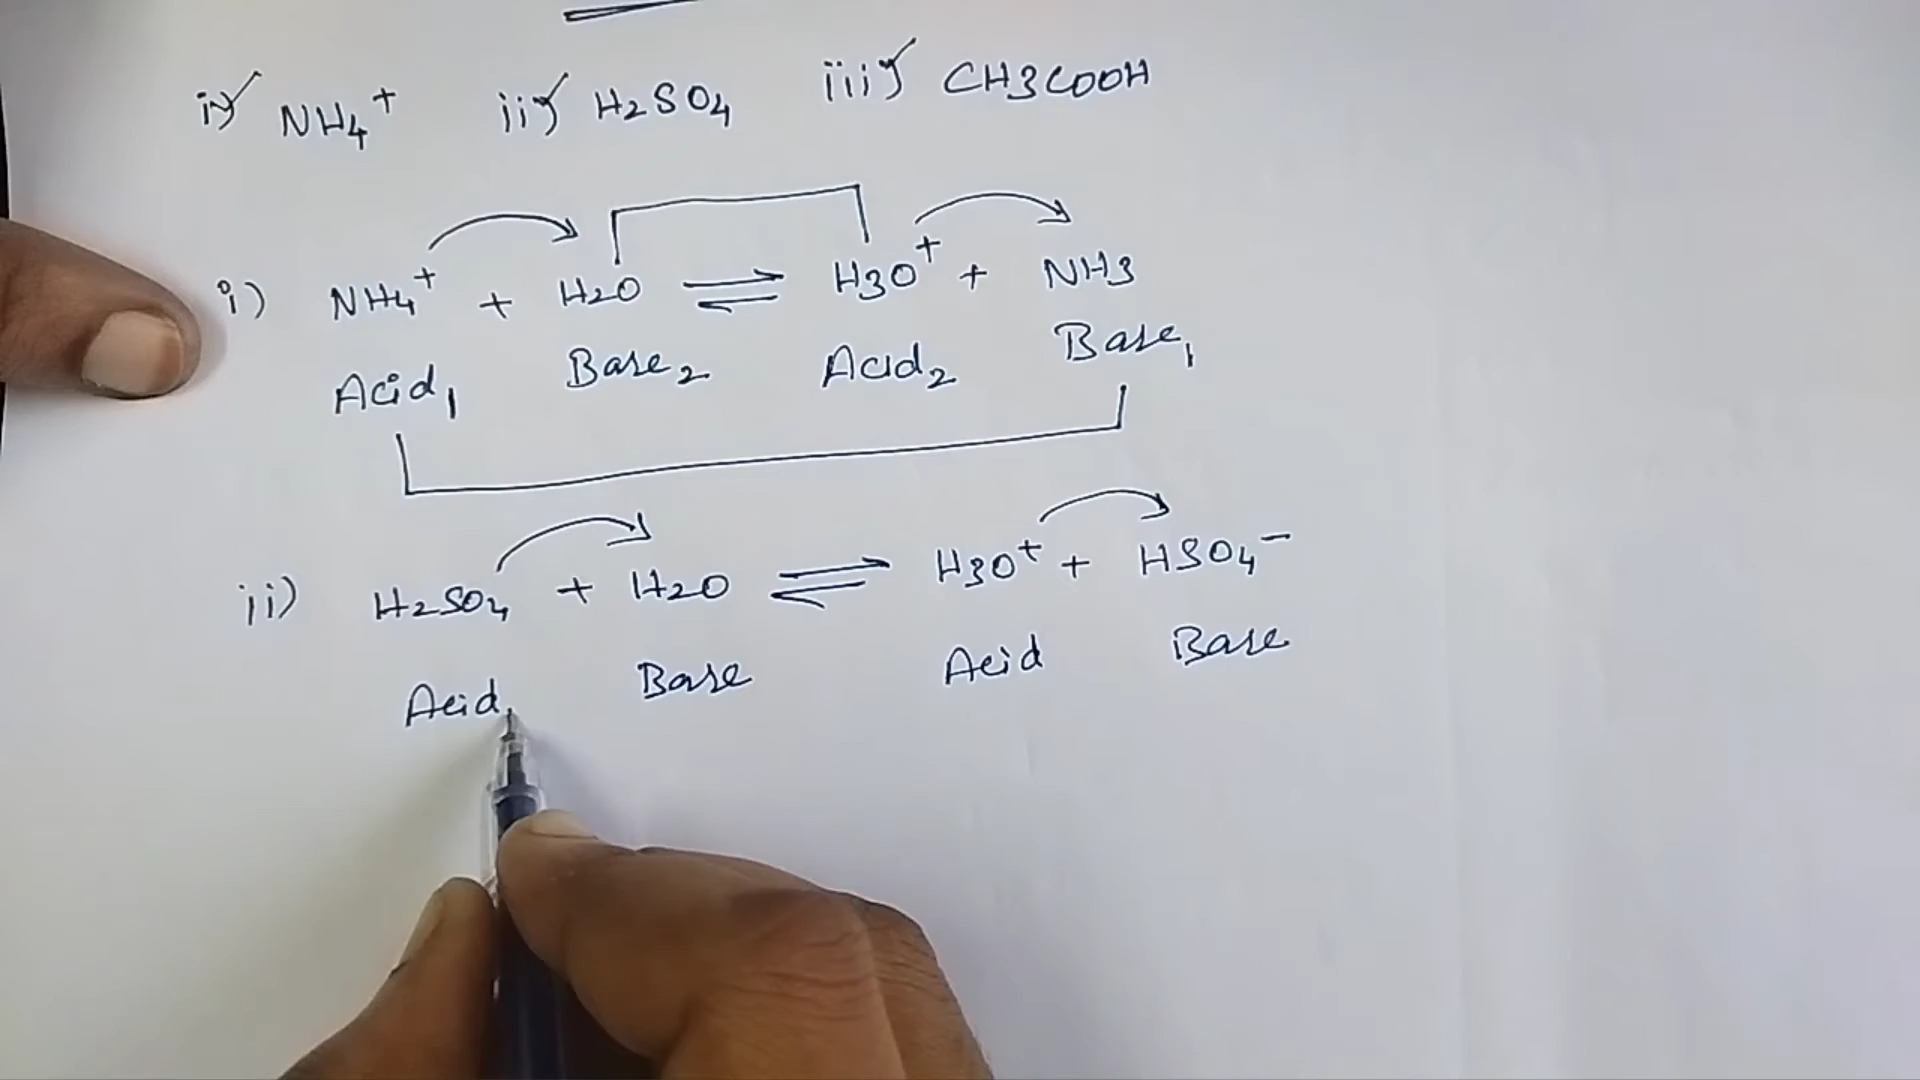 i) NH4+ ii) H2SO4 iii) CH3COOH
i) NH4+ + H2O ⇌ H3O+ + NH3
Acid1 Base2 Acid2 Base1
ii) H2SO4 + H2O ⇌ H3O+ + HSO4-
Acid Base Acid Base